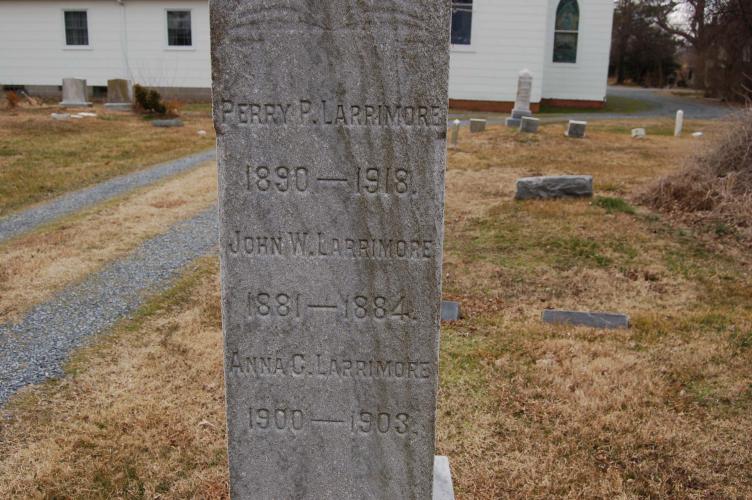 PERRY P. LARRIMORE
1890—1918.
JOHN W. LARRIMORE
1881—1884.
ANNA C. LARRIMORE
1900—1903.